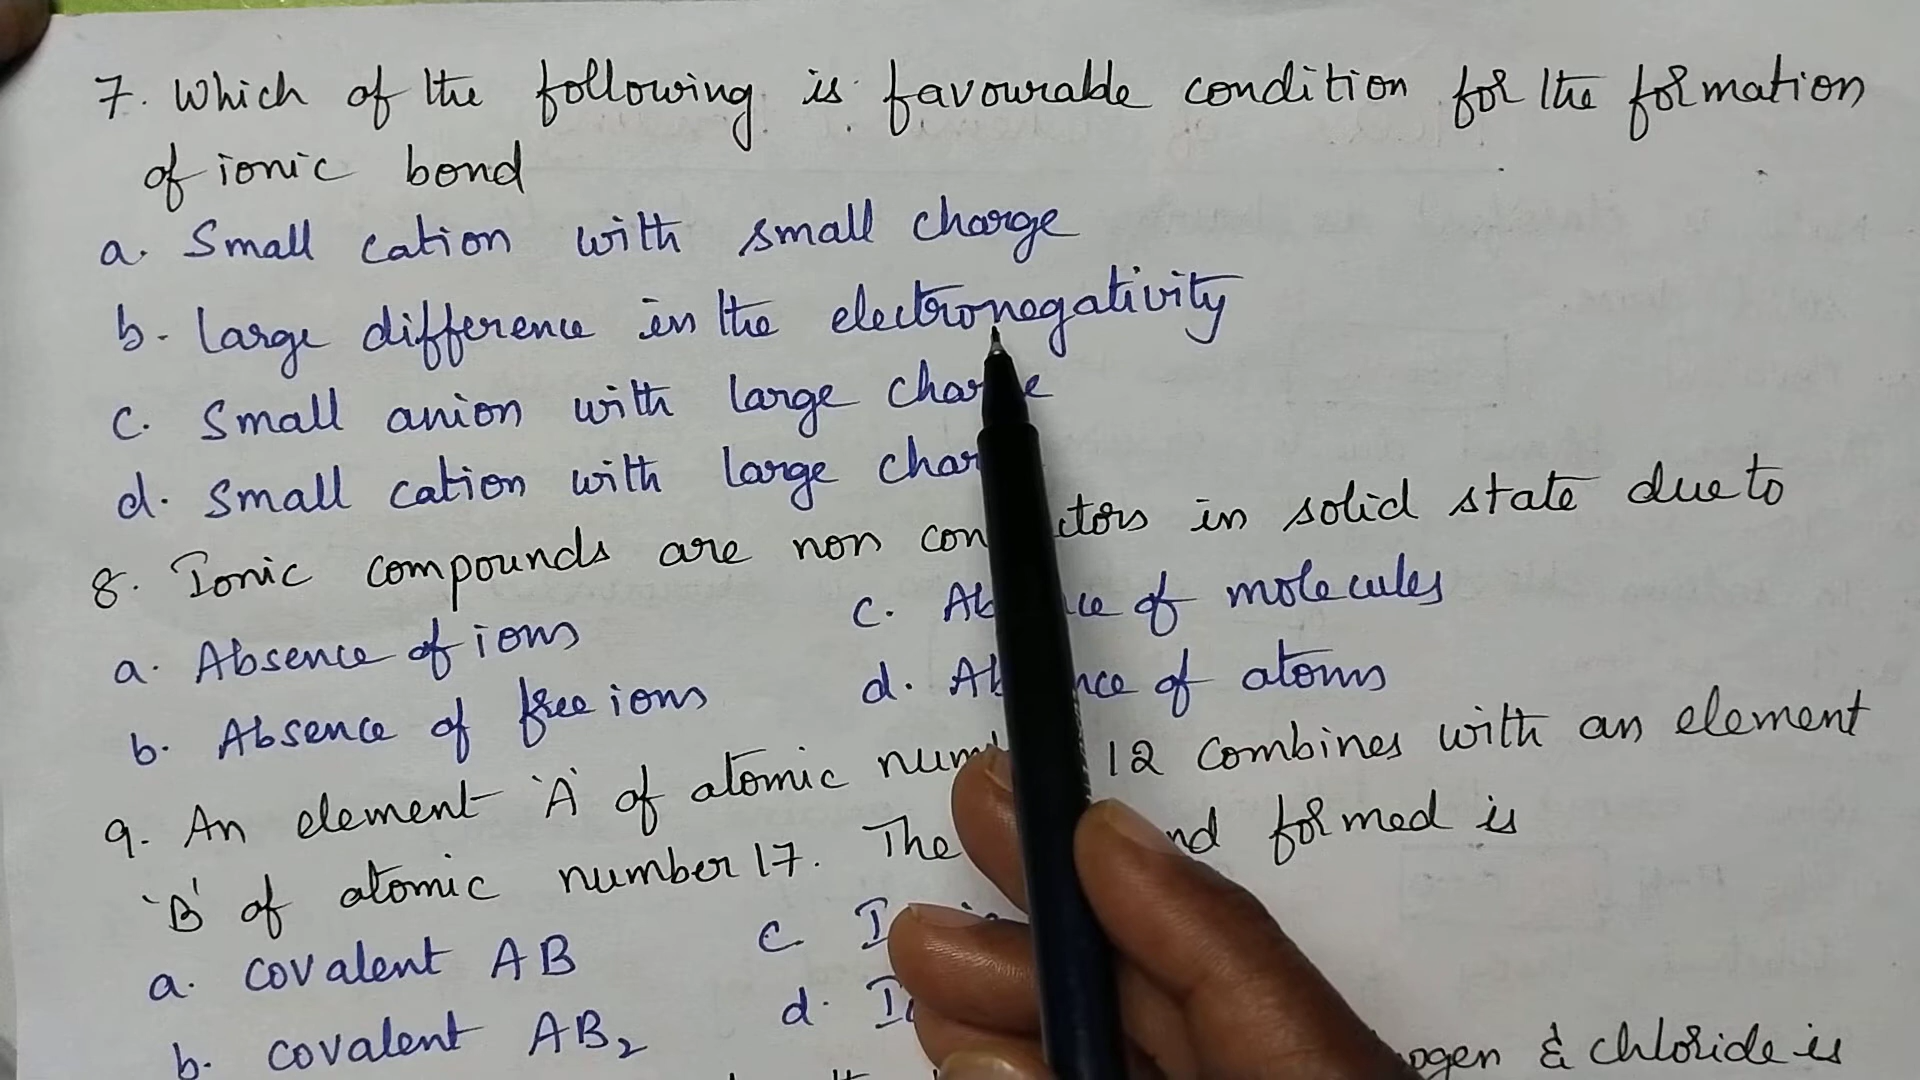 7. Which of the following is favourable condition for the formation
of ionic bond
a. Small cation with small charge
b. Large difference in the electronegativity
c. Small anion with large
d. Small cation with large
8. Ionic compounds are non in solid state due to
a. Absence of ions
c. of molecules
b. Absence of free ions
d. of atoms
9. An element 'A' of atomic 12 combines with an element
'B' of atomic number 17. The formed is
a. covalent AB
c.
b. covalent AB₂
d.
& chloride is